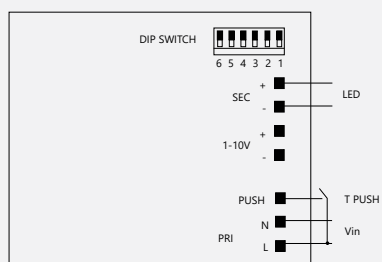 DIP SWITCH
6 5 4 3 2 1
+
SEC
LED
-
+
1-10V
-
PUSH
T PUSH
N
Vin
PRI
L